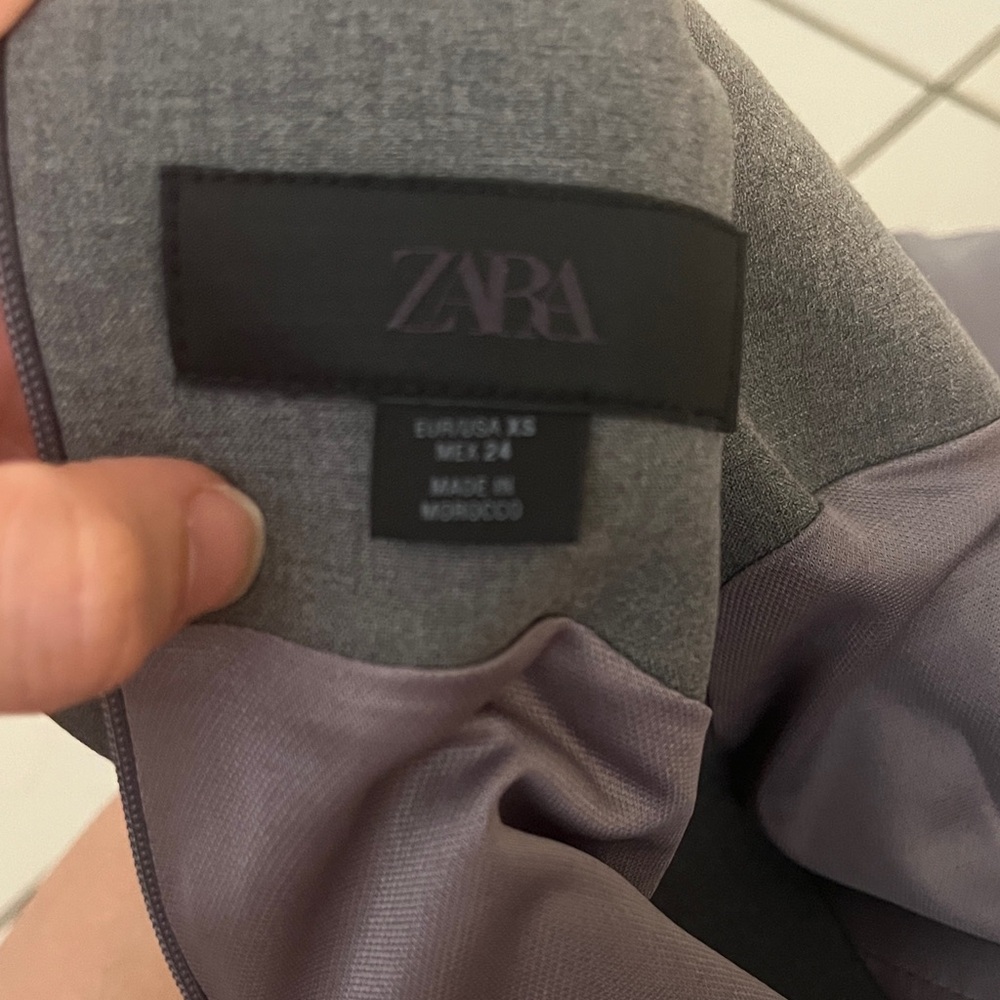 ZARA
EUR/USA XS
MEX 24
MADE IN
MOROCCO